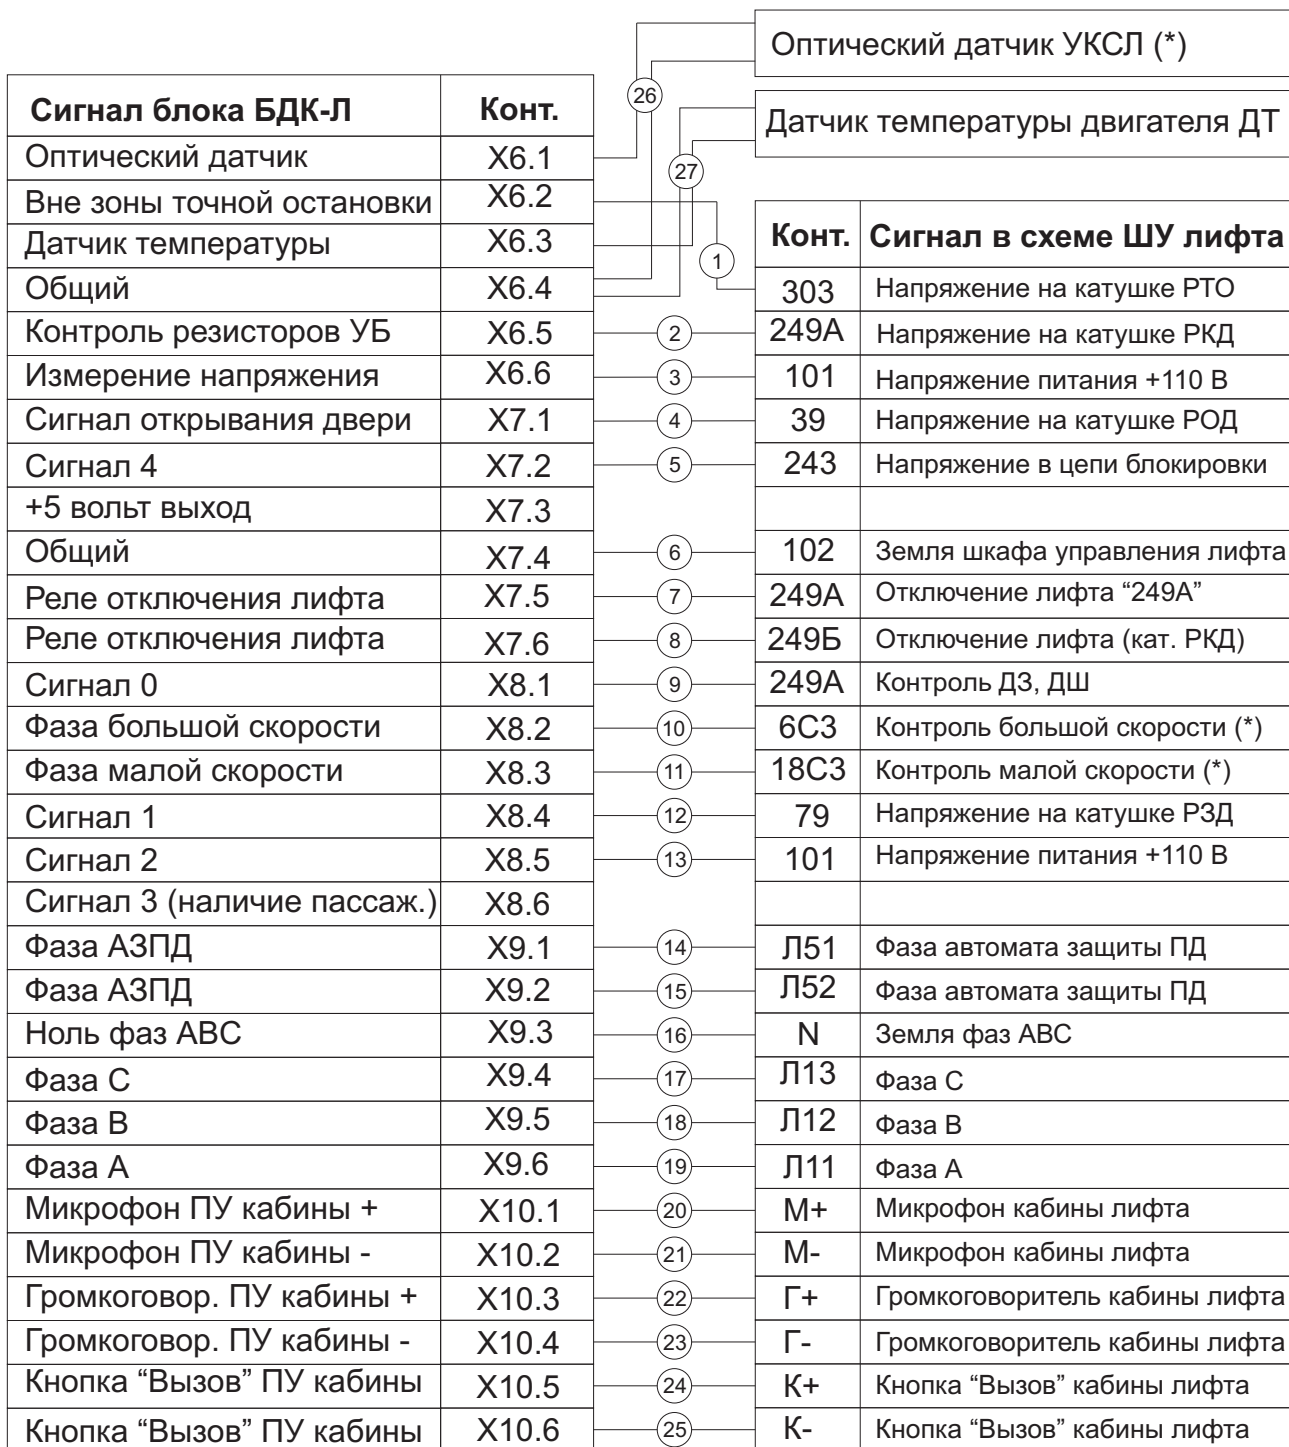 Оптический датчик УКСЛ (*)
26
Датчик температуры двигателя ДТ
27
Сигнал блока БДК-Л Конт.
Оптический датчик X6.1
Вне зоны точной остановки X6.2
Датчик температуры X6.3
Общий X6.4
Конт. Сигнал в схеме ШУ лифта
1 303 Напряжение на катушке РТО
Контроль резисторов УБ X6.5 2 249А Напряжение на катушке РКД
Измерение напряжения X6.6 3 101 Напряжение питания +110 В
Сигнал открывания двери X7.1 4 39 Напряжение на катушке РОД
Сигнал 4 X7.2 5 243 Напряжение в цепи блокировки
+5 вольт выход X7.3
Общий X7.4 6 102 Земля шкафа управления лифта
Реле отключения лифта X7.5 7 249А Отключение лифта “249А”
Реле отключения лифта X7.6 8 249Б Отключение лифта (кат. РКД)
Сигнал 0 X8.1 9 249А Контроль ДЗ, ДШ
Фаза большой скорости X8.2 10 6С3 Контроль большой скорости (*)
Фаза малой скорости X8.3 11 18С3 Контроль малой скорости (*)
Сигнал 1 X8.4 12 79 Напряжение на катушке РЗД
Сигнал 2 X8.5 13 101 Напряжение питания +110 В
Сигнал 3 (наличие пассаж.) X8.6
Фаза АЗПД X9.1 14 Л51 Фаза автомата защиты ПД
Фаза АЗПД X9.2 15 Л52 Фаза автомата защиты ПД
Ноль фаз АВС X9.3 16 N Земля фаз АВС
Фаза С X9.4 17 Л13 Фаза С
Фаза В X9.5 18 Л12 Фаза В
Фаза А X9.6 19 Л11 Фаза А
Микрофон ПУ кабины + X10.1 20 М+ Микрофон кабины лифта
Микрофон ПУ кабины - X10.2 21 М- Микрофон кабины лифта
Громкоговор. ПУ кабины + X10.3 22 Г+ Громкоговоритель кабины лифта
Громкоговор. ПУ кабины - X10.4 23 Г- Громкоговоритель кабины лифта
Кнопка “Вызов” ПУ кабины X10.5 24 К+ Кнопка “Вызов” кабины лифта
Кнопка “Вызов” ПУ кабины X10.6 25 К- Кнопка “Вызов” кабины лифта